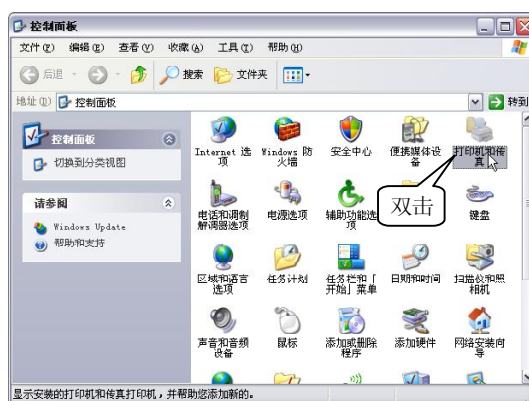 控制面板
文件(F) 编辑(E) 查看(V) 收藏(A) 工具(T) 帮助(H)
后退 搜索 文件夹
地址(D) 控制面板 转到
控制面板
切换到分类视图
请参阅
Windows Update
帮助和支持
Internet 选项
Windows 防火墙
安全中心
便携媒体设备
打印机和传真
电话和调制解调器选项
电源选项
辅助功能选项
双击
键盘
区域和语言选项
任务计划
任务栏和「开始」菜单
日期和时间
扫描仪和照相机
声音和音频设备
鼠标
添加或删除程序
添加硬件
网络安装向导
显示安装的打印机和传真打印机，并帮助您添加新的。